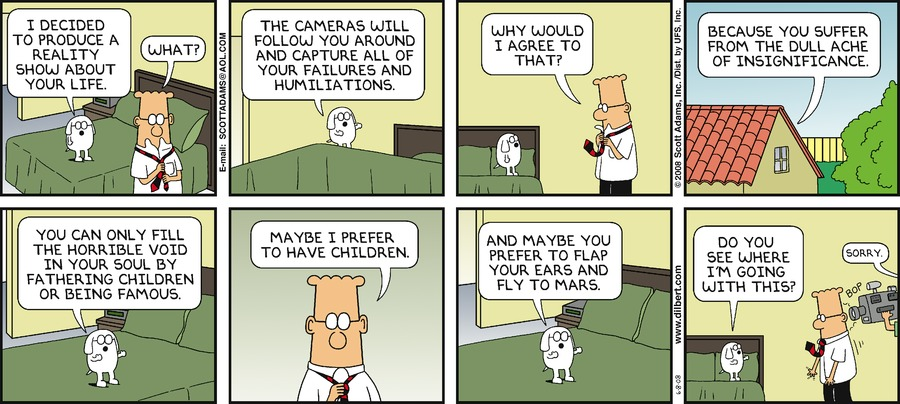 I DECIDED
TO PRODUCE A
REALITY
SHOW ABOUT
YOUR LIFE.
WHAT?
E-mail: SCOTTADAMS@AOL.COM
THE CAMERAS WILL
FOLLOW YOU AROUND
AND CAPTURE ALL OF
YOUR FAILURES AND
HUMILIATIONS.
WHY WOULD
I AGREE TO
THAT?
© 2008 Scott Adams, Inc. /Dist. by UFS, Inc.
BECAUSE YOU SUFFER
FROM THE DULL ACHE
OF INSIGNIFICANCE.
YOU CAN ONLY FILL
THE HORRIBLE VOID
IN YOUR SOUL BY
FATHERING CHILDREN
OR BEING FAMOUS.
MAYBE I PREFER
TO HAVE CHILDREN.
AND MAYBE YOU
PREFER TO FLAP
YOUR EARS AND
FLY TO MARS.
6-8-08
www.dilbert.com
DO YOU
SEE WHERE
I'M GOING
WITH THIS?
BOP
SORRY.